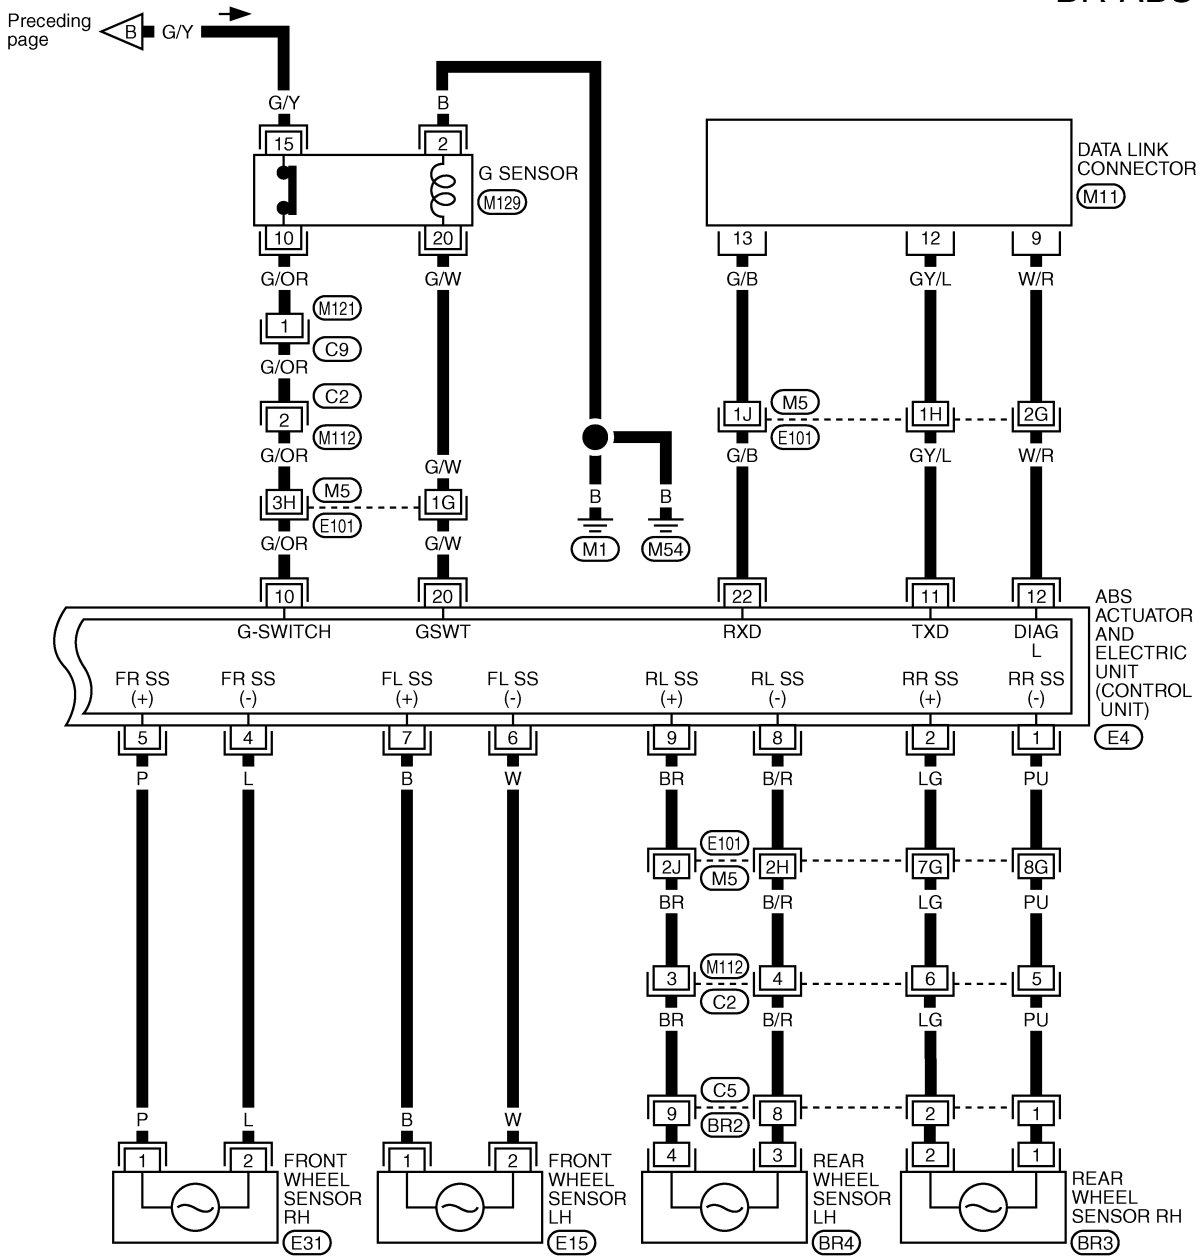 Preceding
page
B
G/Y
G/Y
B
15
2
G SENSOR
M129
10
20
G/OR
G/W
1
M121
C9
G/OR
C2
2
M112
G/OR
G/W
3H
M5
1G
E101
G/OR
G/W
10
20
B
B
M1
M54
DATA LINK
CONNECTOR
M11
13
12
9
G/B
GY/L
W/R
1J
M5
E101
1H
2G
G/B
GY/L
W/R
22
11
12
G-SWITCH
GSWT
RXD
TXD
DIAG
L
ABS
ACTUATOR
AND
ELECTRIC
UNIT
(CONTROL
UNIT)
E4
FR SS
(+)
FR SS
(-)
FL SS
(+)
FL SS
(-)
RL SS
(+)
RL SS
(-)
RR SS
(+)
RR SS
(-)
5
4
7
6
9
8
2
1
P
L
B
W
BR
B/R
LG
PU
2J
E101
M5
2H
7G
8G
BR
B/R
LG
PU
3
M112
C2
4
6
5
BR
B/R
LG
PU
9
C5
BR2
8
2
1
P
L
B
W
1
2
1
2
4
3
2
1
FRONT
WHEEL
SENSOR
RH
E31
FRONT
WHEEL
SENSOR
LH
E15
REAR
WHEEL
SENSOR
LH
BR4
REAR
WHEEL
SENSOR RH
BR3